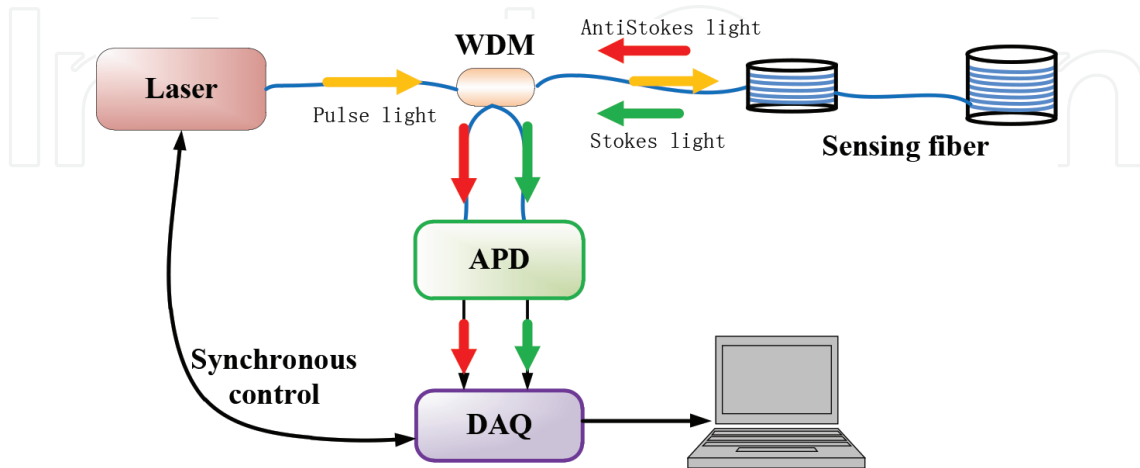 AntiStokes light
WDM
Laser
Pulse light
Stokes light
Sensing fiber
APD
Synchronous
control
DAQ